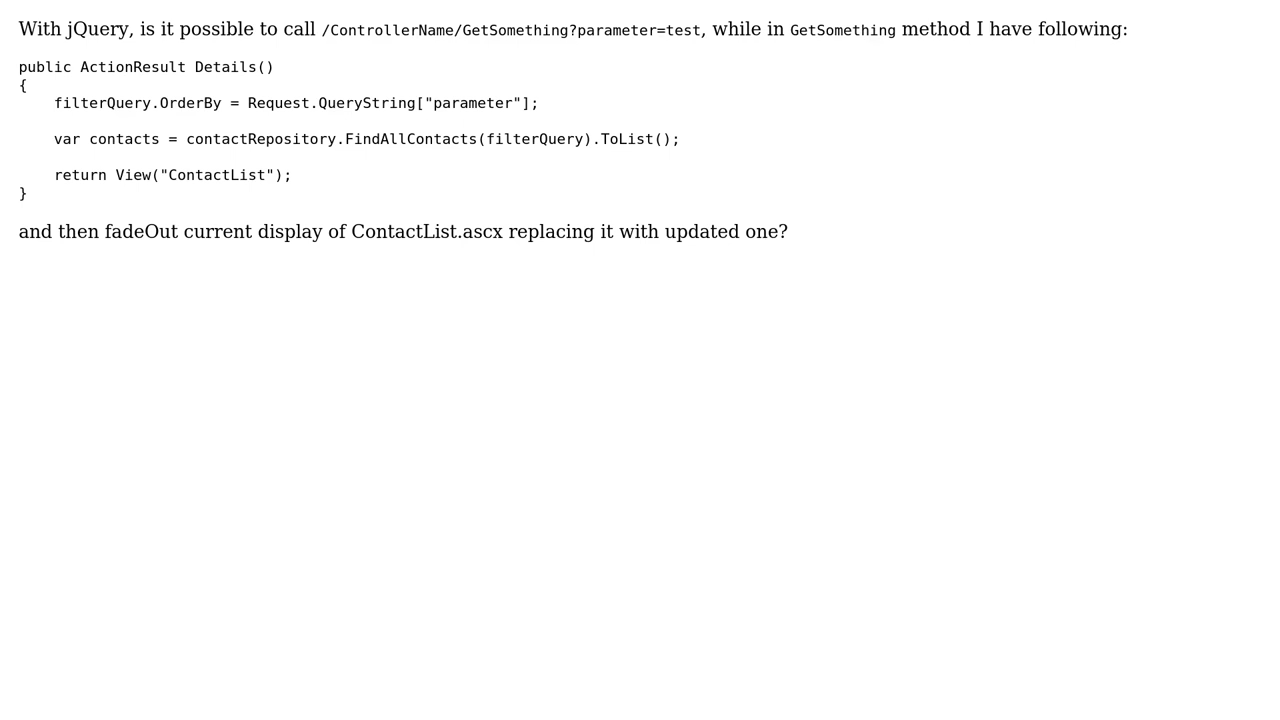 With jQuery, is it possible to call /ControllerName/GetSomething?parameter=test, while in GetSomething method I have following:
public ActionResult Details()
{
    filterQuery.OrderBy = Request.QueryString["parameter"];
    var contacts = contactRepository.FindAllContacts(filterQuery).ToList();
    return View("ContactList");
}
and then fadeOut current display of ContactList.ascx replacing it with updated one?